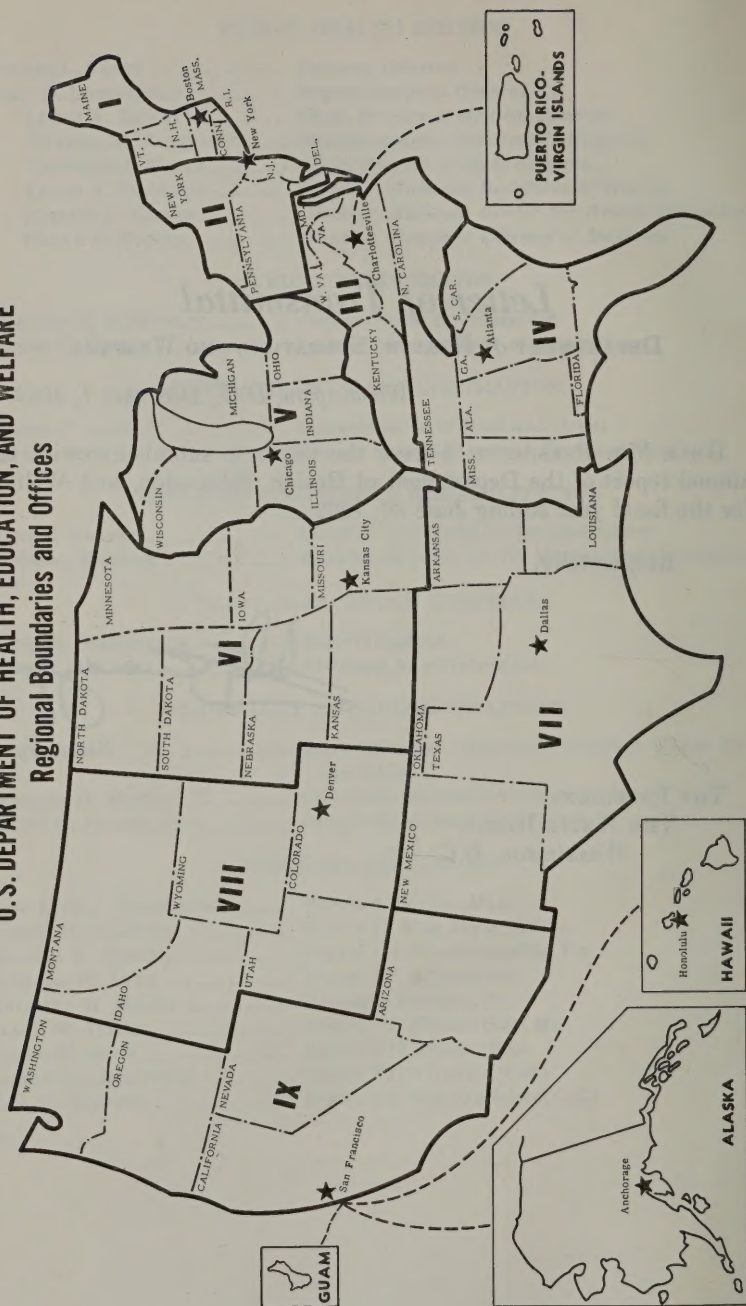 U.S. DEPARTMENT OF HEALTH, EDUCATION, AND WELFARE
Regional Boundaries and Offices
WASHINGTON
OREGON
IDAHO
MONTANA
WYOMING
CALIFORNIA
NEVADA
UTAH
COLORADO
ARIZONA
NEW MEXICO
NORTH DAKOTA
SOUTH DAKOTA
NEBRASKA
KANSAS
MINNESOTA
IOWA
MISSOURI
WISCONSIN
ILLINOIS
MICHIGAN
INDIANA
OHIO
KENTUCKY
TENNESSEE
OKLAHOMA
TEXAS
ARKANSAS
LOUISIANA
MISS.
ALA.
GA.
FLORIDA
S. CAR.
N. CAROLINA
W. VA.
VA.
MD.
DEL.
PENNSYLVANIA
N.J.
NEW YORK
VT.
N.H.
MAINE
MASS.
R.I.
CONN.
I
II
III
IV
V
VI
VII
VIII
IX
Boston
New York
Charlottesville
Atlanta
Chicago
Kansas City
Dallas
Denver
San Francisco
GUAM
Anchorage
ALASKA
Honolulu
HAWAII
PUERTO RICO-
VIRGIN ISLANDS